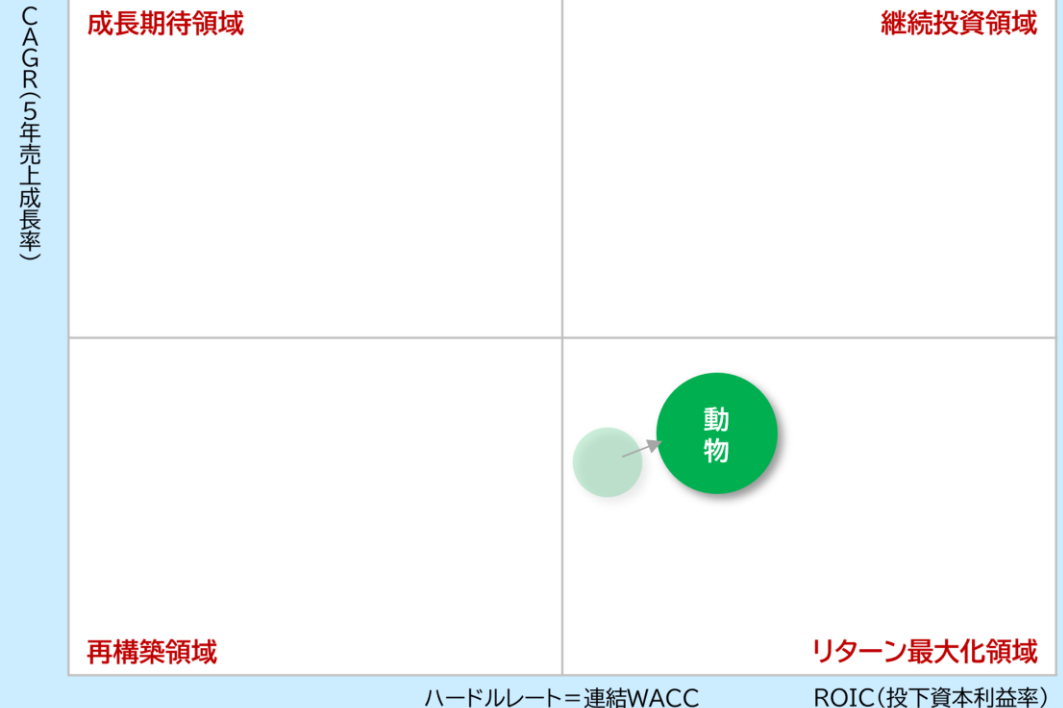 CAGR(5年売上成長率)
成長期待領域
継続投資領域
動
物
再構築領域
リターン最大化領域
ハードルレート＝連結WACC
ROIC(投下資本利益率)